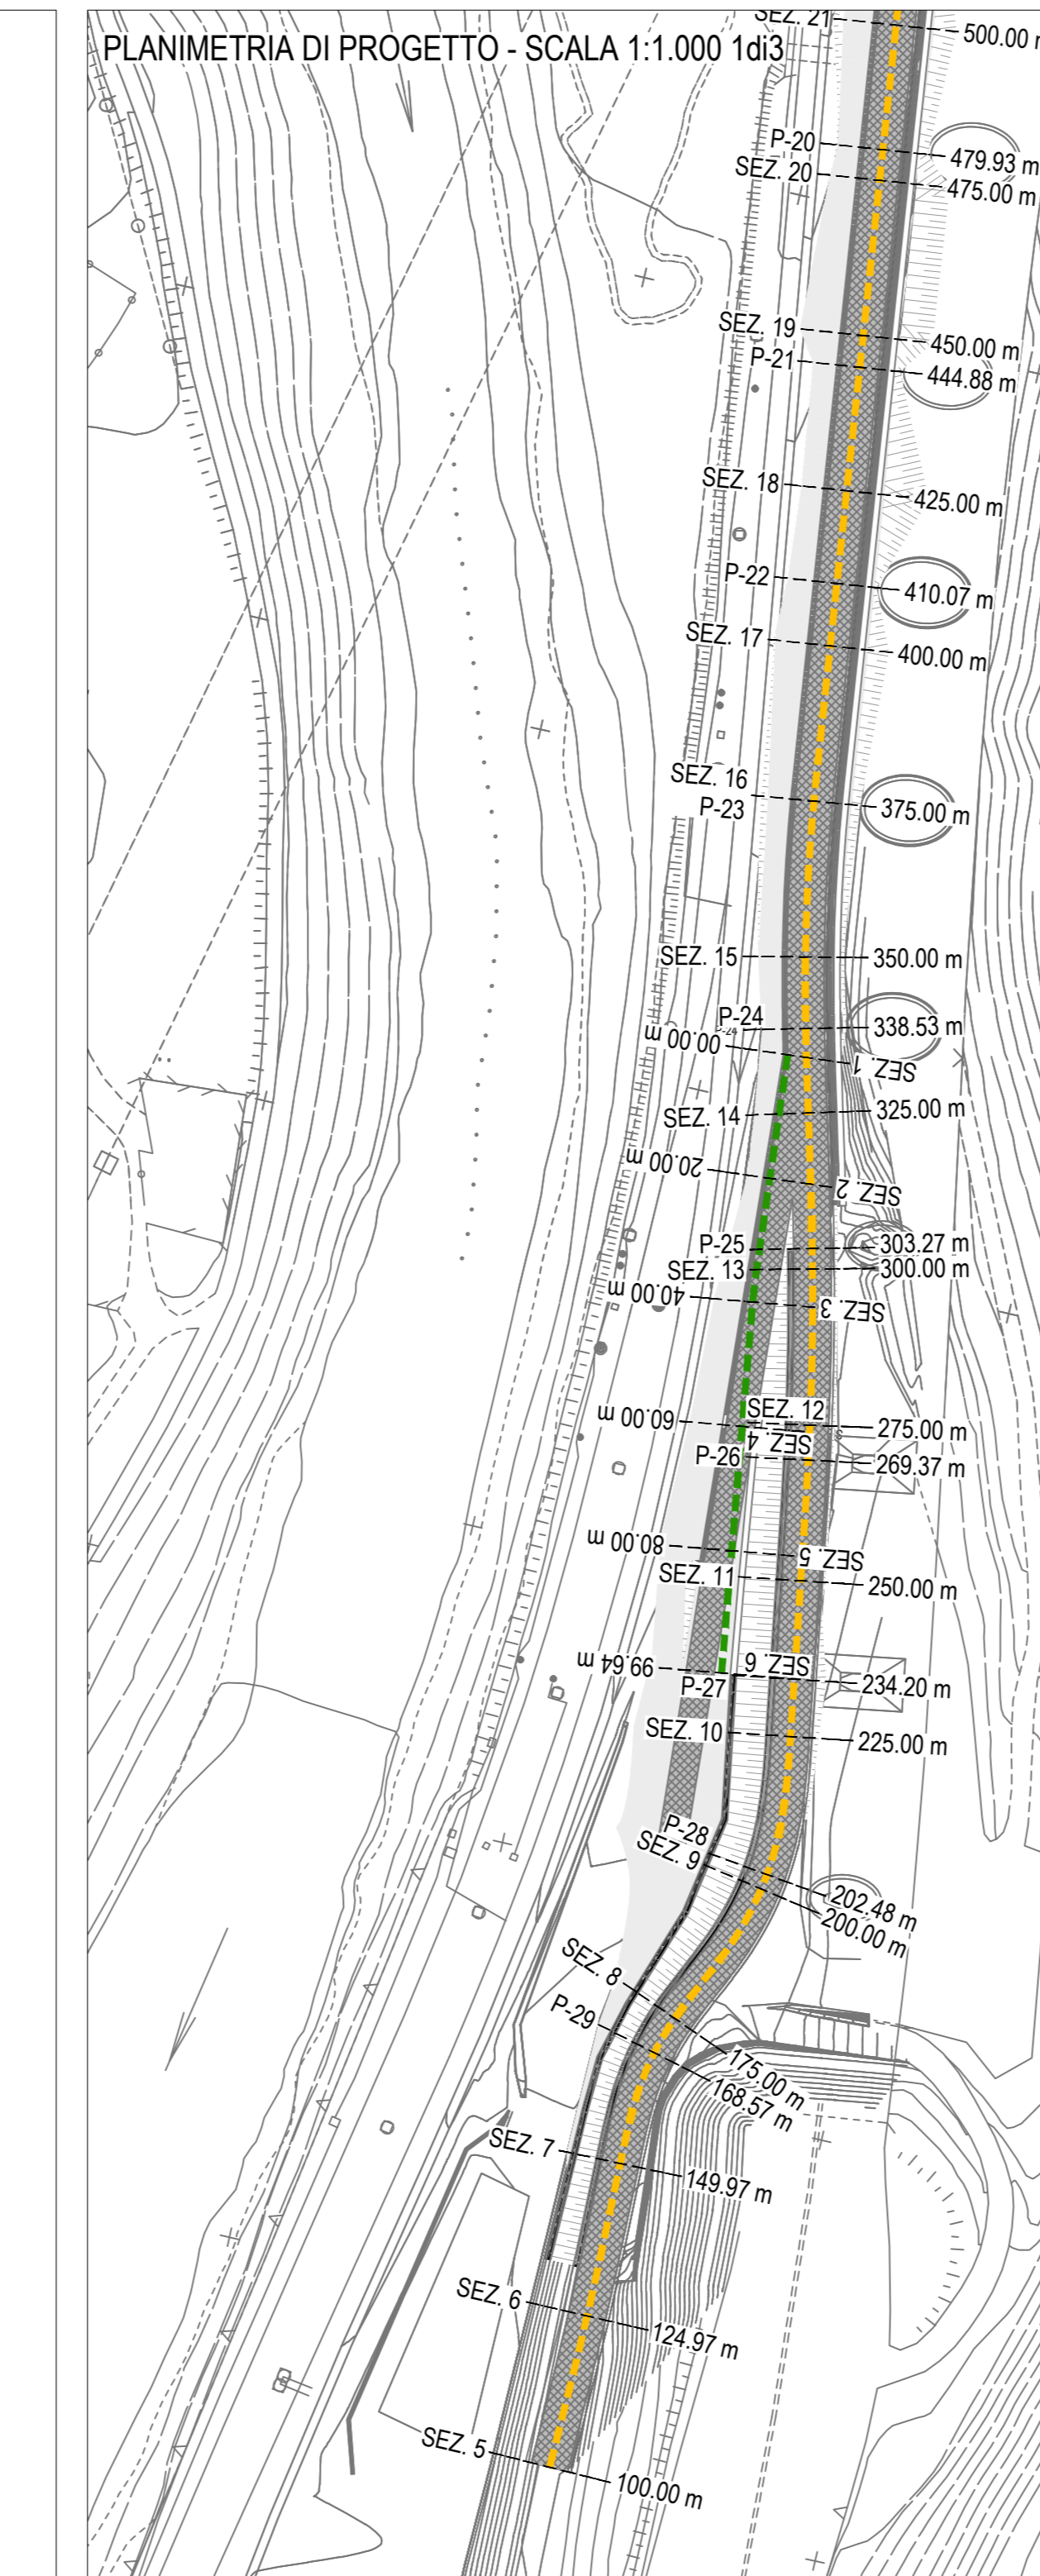 PLANIMETRIA DI PROGETTO - SCALA 1:1.000 1di3
SEZ. 21
500.00 m
P-20
479.93 m
SEZ. 20
475.00 m
SEZ. 19
450.00 m
P-21
444.88 m
SEZ. 18
425.00 m
P-22
410.07 m
SEZ. 17
400.00 m
SEZ. 16
P-23
375.00 m
SEZ. 15
350.00 m
P-24
P-24
338.53 m
00.00 m
SEZ. 1
SEZ. 14
325.00 m
20.00 m
SEZ. 2
P-25
303.27 m
SEZ. 13
300.00 m
40.00 m
SEZ. 3
60.00 m
SEZ. 12
275.00 m
SEZ. 4
P-26
269.37 m
80.00 m
SEZ. 5
SEZ. 11
250.00 m
99.64 m
SEZ. 6
P-27
234.20 m
SEZ. 10
225.00 m
P-28
SEZ. 9
202.48 m
200.00 m
SEZ. 8
P-29
175.00 m
168.57 m
SEZ. 7
149.97 m
SEZ. 6
124.97 m
SEZ. 5
100.00 m